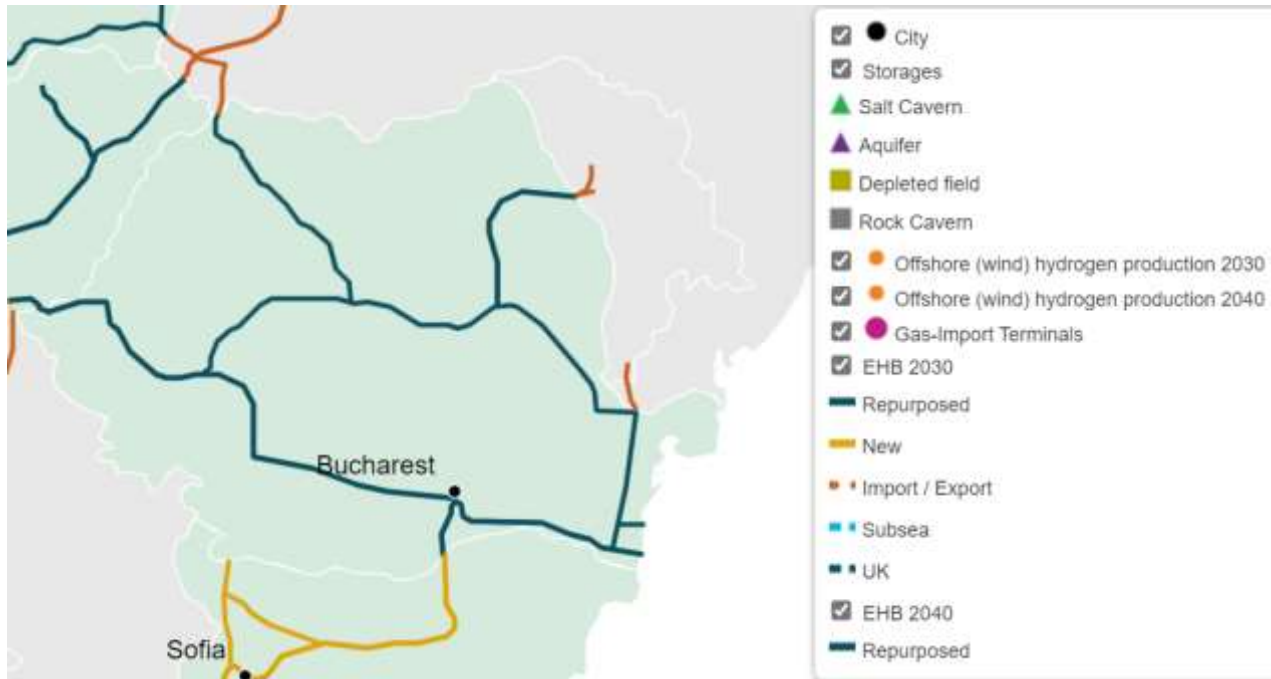 Bucharest
Sofia
City
Storages
Salt Cavern
Aquifer
Depleted field
Rock Cavern
Offshore (wind) hydrogen production 2030
Offshore (wind) hydrogen production 2040
Gas-Import Terminals
EHB 2030
Repurposed
New
Import / Export
Subsea
UK
EHB 2040
Repurposed